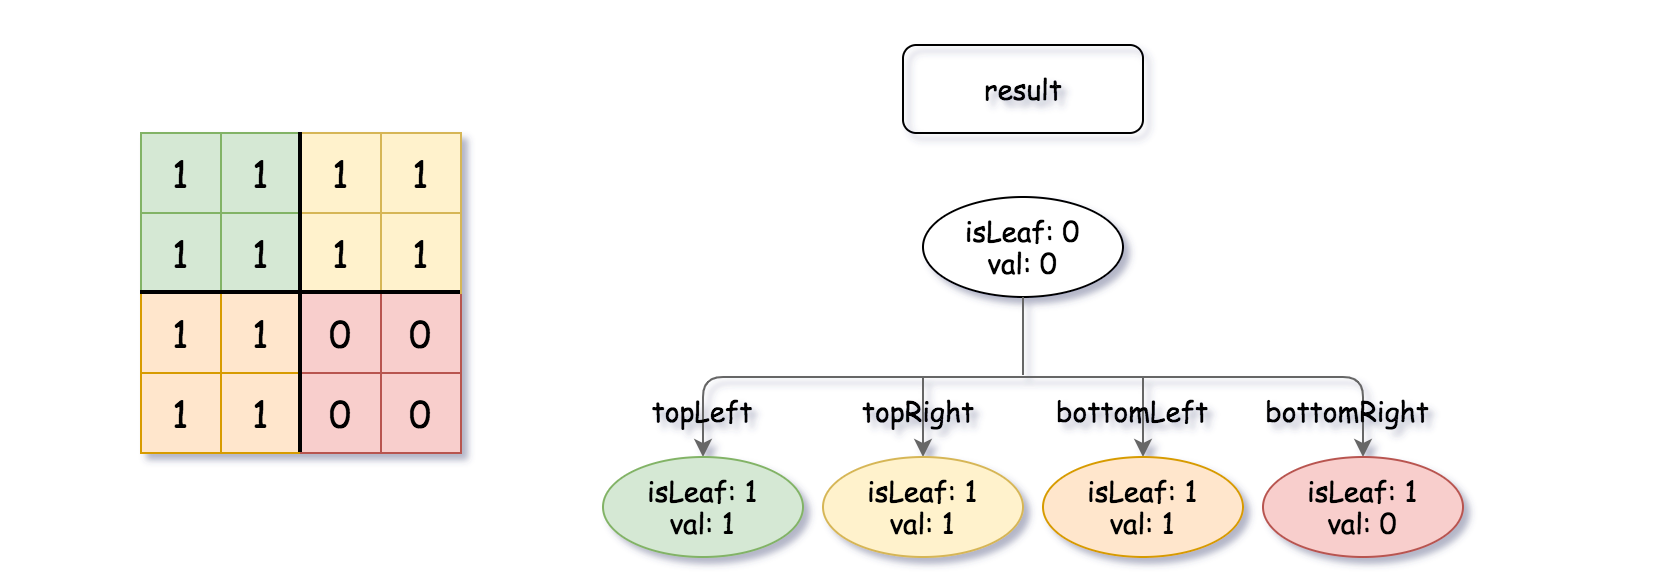 1 1 1 1
1 1 1 1
1 1 0 0
1 1 0 0
result
isLeaf: 0
val: 0
topLeft topRight bottomLeft bottomRight
isLeaf: 1 isLeaf: 1 isLeaf: 1 isLeaf: 1
val: 1 val: 1 val: 1 val: 0